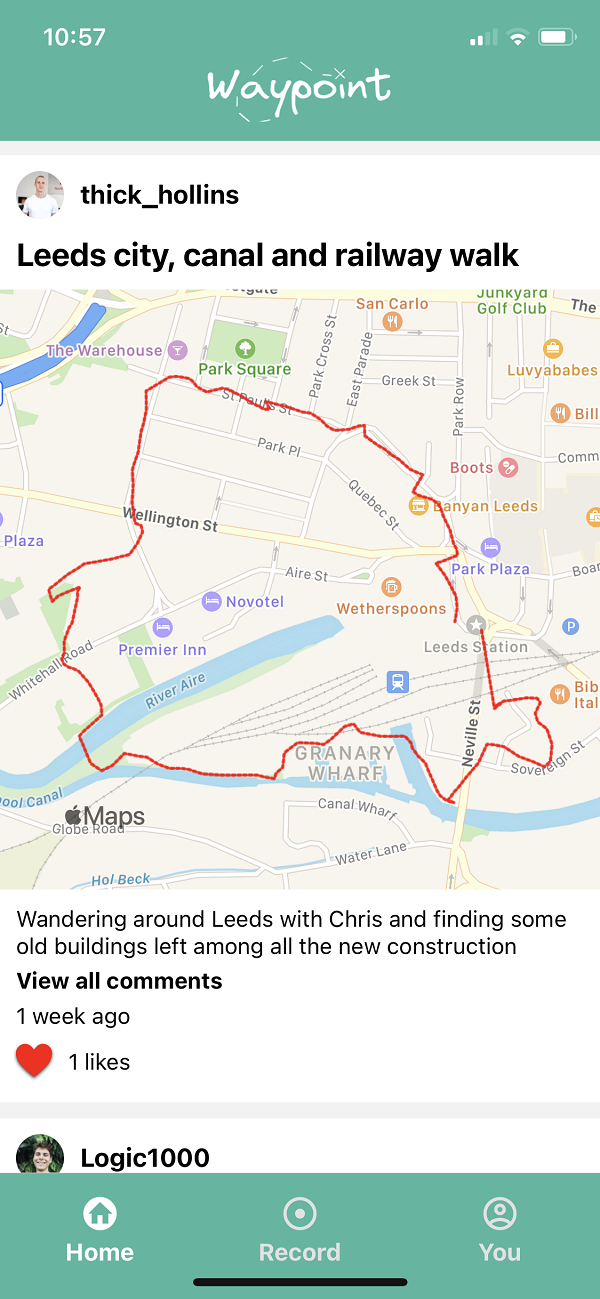 10:57
Waypoint
thick_hollins
Leeds city, canal and railway walk
San Carlo
Junkyard
Golf Club
The
The Warehouse
Park Square
Park Cross St
East Parade
Greek St
Park Row
Luvyababes
St Pauls St
Bill
Park Pl
Boots
Comm
Quebec St
Banyan Leeds
Wellington St
Plaza
Park Plaza
Aire St
Boar
Novotel
Wetherspoons
Premier Inn
Leeds Station
P
Whitehall Road
River Aire
Bib
Ital
Neville St
GRANARY
WHARF
Sovereign St
ool Canal
Maps
Globe Road
Canal Wharf
Water Lane
Hol Beck
Wandering around Leeds with Chris and finding some
old buildings left among all the new construction
View all comments
1 week ago
1 likes
Logic1000
Home
Record
You